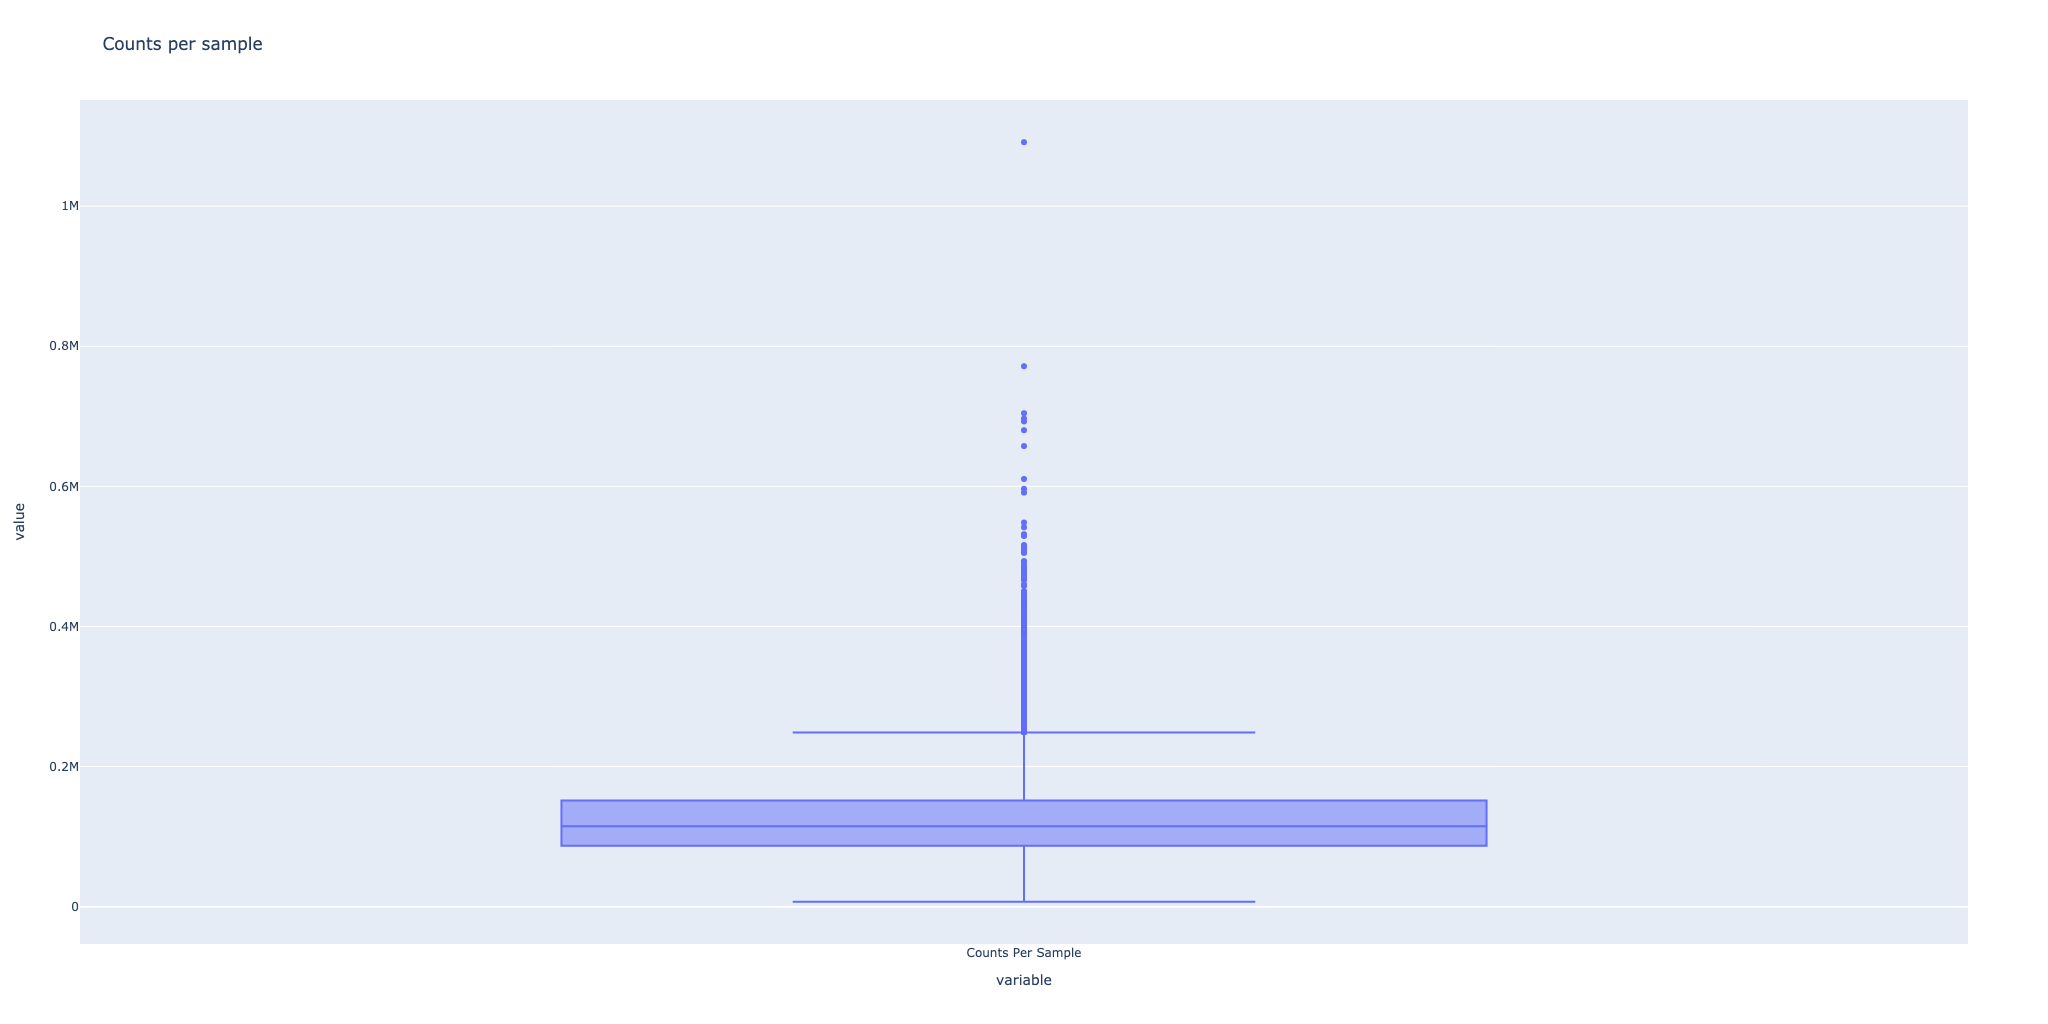 Counts per sample
1M
0.8M
0.6M
0.4M
0.2M
0
value
Counts Per Sample
variable